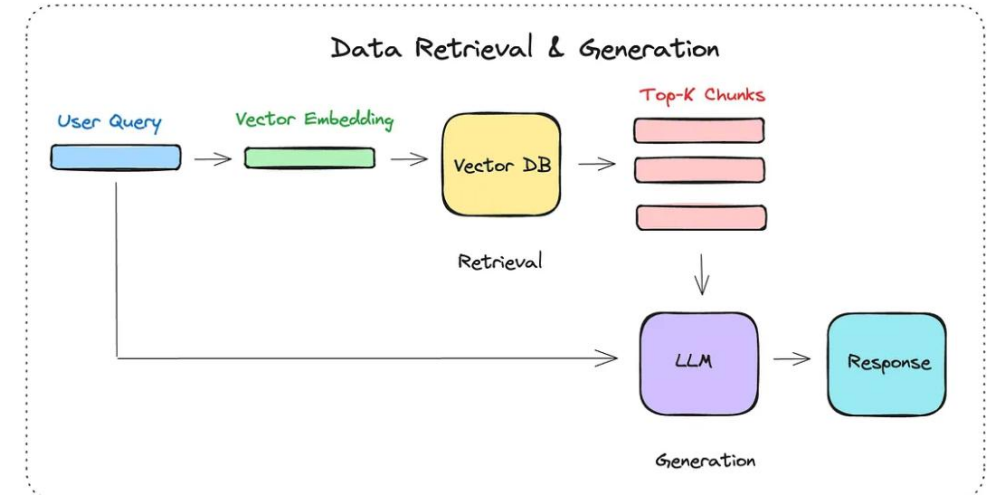 Data Retrieval & Generation
User Query
Vector Embedding
Vector DB
Top-K Chunks
Retrieval
LLM
Response
Generation